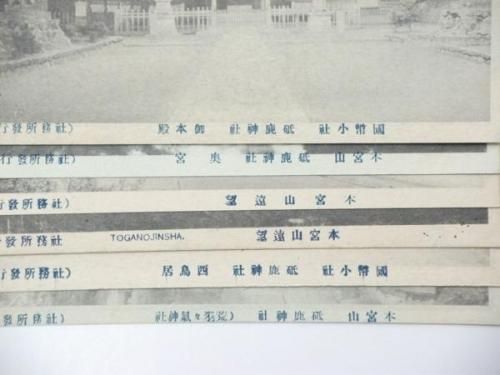 國幣小社 砥鹿神社 御本殿 (社務所發行
本宮山 砥鹿神社 奥宮 (社務所發行
本宮山遠望 (社務所發行
本宮山遠望 TOGANOJINSHA. 社務所發行
國幣小社 砥鹿神社 西鳥居 (社務所發行
本宮山 砥鹿神社 (荒羽々氣神社 (社務所發